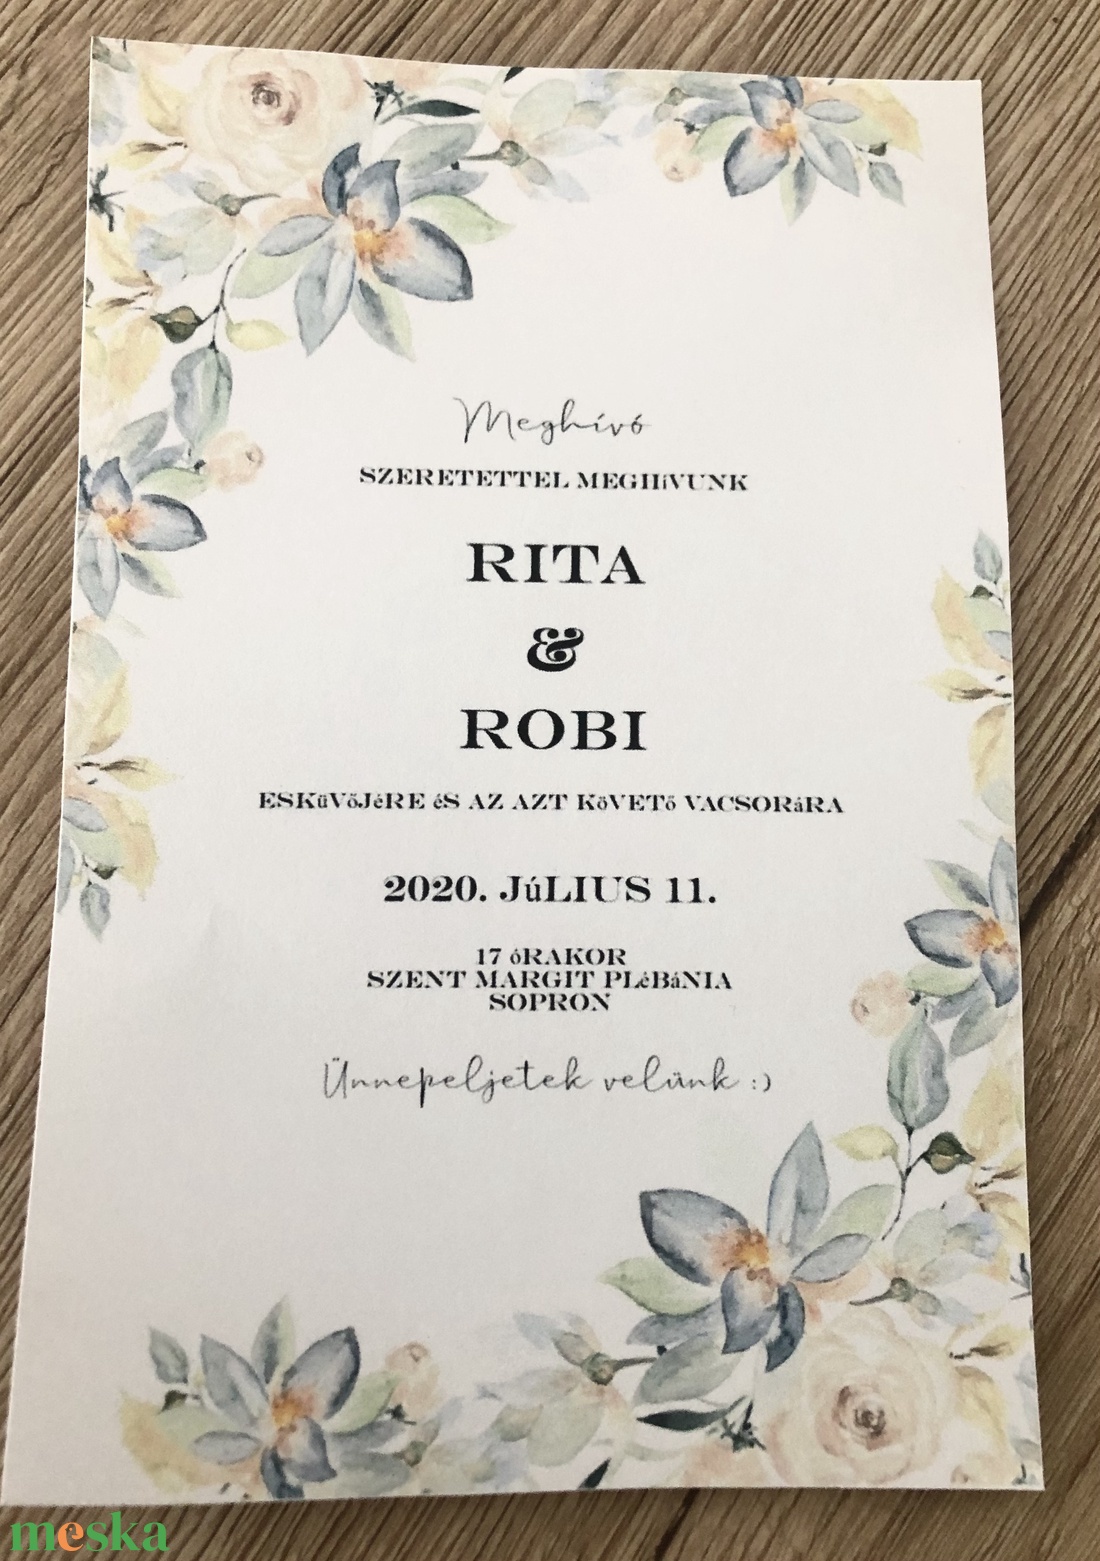 Meghívó
SZERETETTEL MEGHíVUNK
RITA
&
ROBI
ESKüVőJéRE éS AZ AZT KöVETő VACSORáRA
2020. JúLIUS 11.
17 óRAKOR
SZENT MARGIT PLéBáNIA
SOPRON
Ünnepeljetek velünk :)
meska